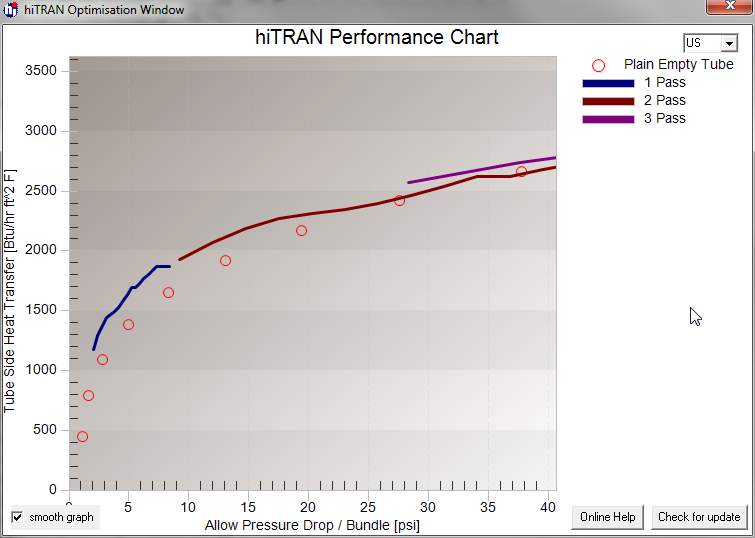 hiTRAN Optimisation Window
hiTRAN Performance Chart
US
Plain Empty Tube
1 Pass
2 Pass
3 Pass
Tube Side Heat Transfer [Btu/hr ft^2 F]
3500
3000
2500
2000
1500
1000
500
0
0 5 10 15 20 25 30 35 40
Allow Pressure Drop / Bundle [psi]
smooth graph
Online Help
Check for update